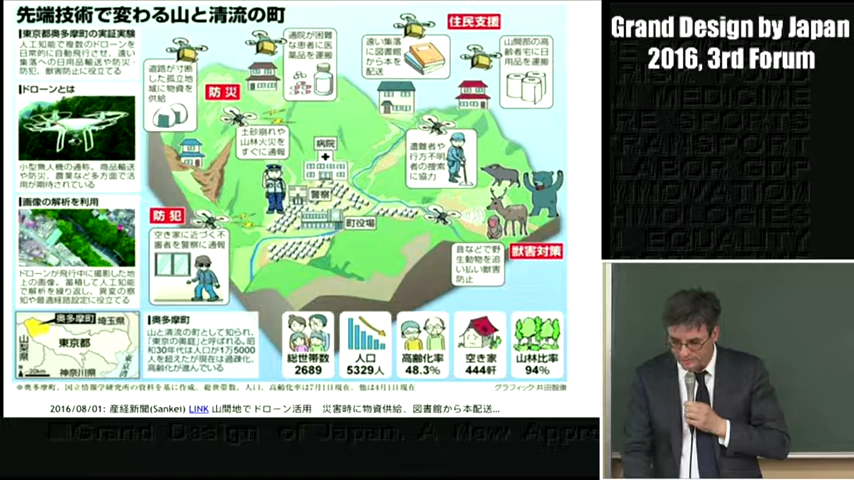 先端技術で変わる山と清流の町
東京都奥多摩町の実証実験
人工知能で複数のドローンを
日常的に自動飛行させ、遠い
集落への日用品輸送や防災・
防犯、獣害防止に役立てる
ドローンとは
小型無人機の通称。商品輸送
や防災、農業など多方面で活
用が期待されている
画像の解析を利用
ドローンが飛行中に撮影した地
上の画像。蓄積して人工知能
で解析を繰り返し、異変の察
知や最適経路設定に役立てる
道路が寸断
した孤立地
域に物資を
供給
通院が困難
な患者に医
薬品を運搬
住民支援
遠い集落
に図書館
から本を
配送
山間部の高
齢者宅に日
用品を運搬
防災
土砂崩れや
山林火災を
すぐに通報
病院
警察
町役場
遭難者や
行方不明
者の捜索
に協力
防犯
空き家に近づく不
審者を警察に通報
音などで野
生動物を追
い払い獣害
防止
獣害対策
奥多摩町
埼玉県
山梨県
東京都
神奈川県
東京湾
20km
奥多摩町
山と清流の町として知られ、
「東京の奥庭」と呼ばれる。昭
和30年代は人口が1万5000
人を超えたが現在は過疎化、
高齢化が進んでいる
総世帯数
2689
人口
5329人
高齢化率
48.3%
空き家
444軒
山林比率
94%
※奥多摩町、国立情報学研究所の資料を基に作成。総世帯数、人口、高齢化率は7月1日現在、他は4月1日現在
グラフィック 井田智康
2016/08/01: 産経新聞(Sankei) LINK 山間地でドローン活用 災害時に物資供給、図書館から本配送...
Grand Design by Japan
2016, 3rd Forum
Grand Design of Japan, A New Appro